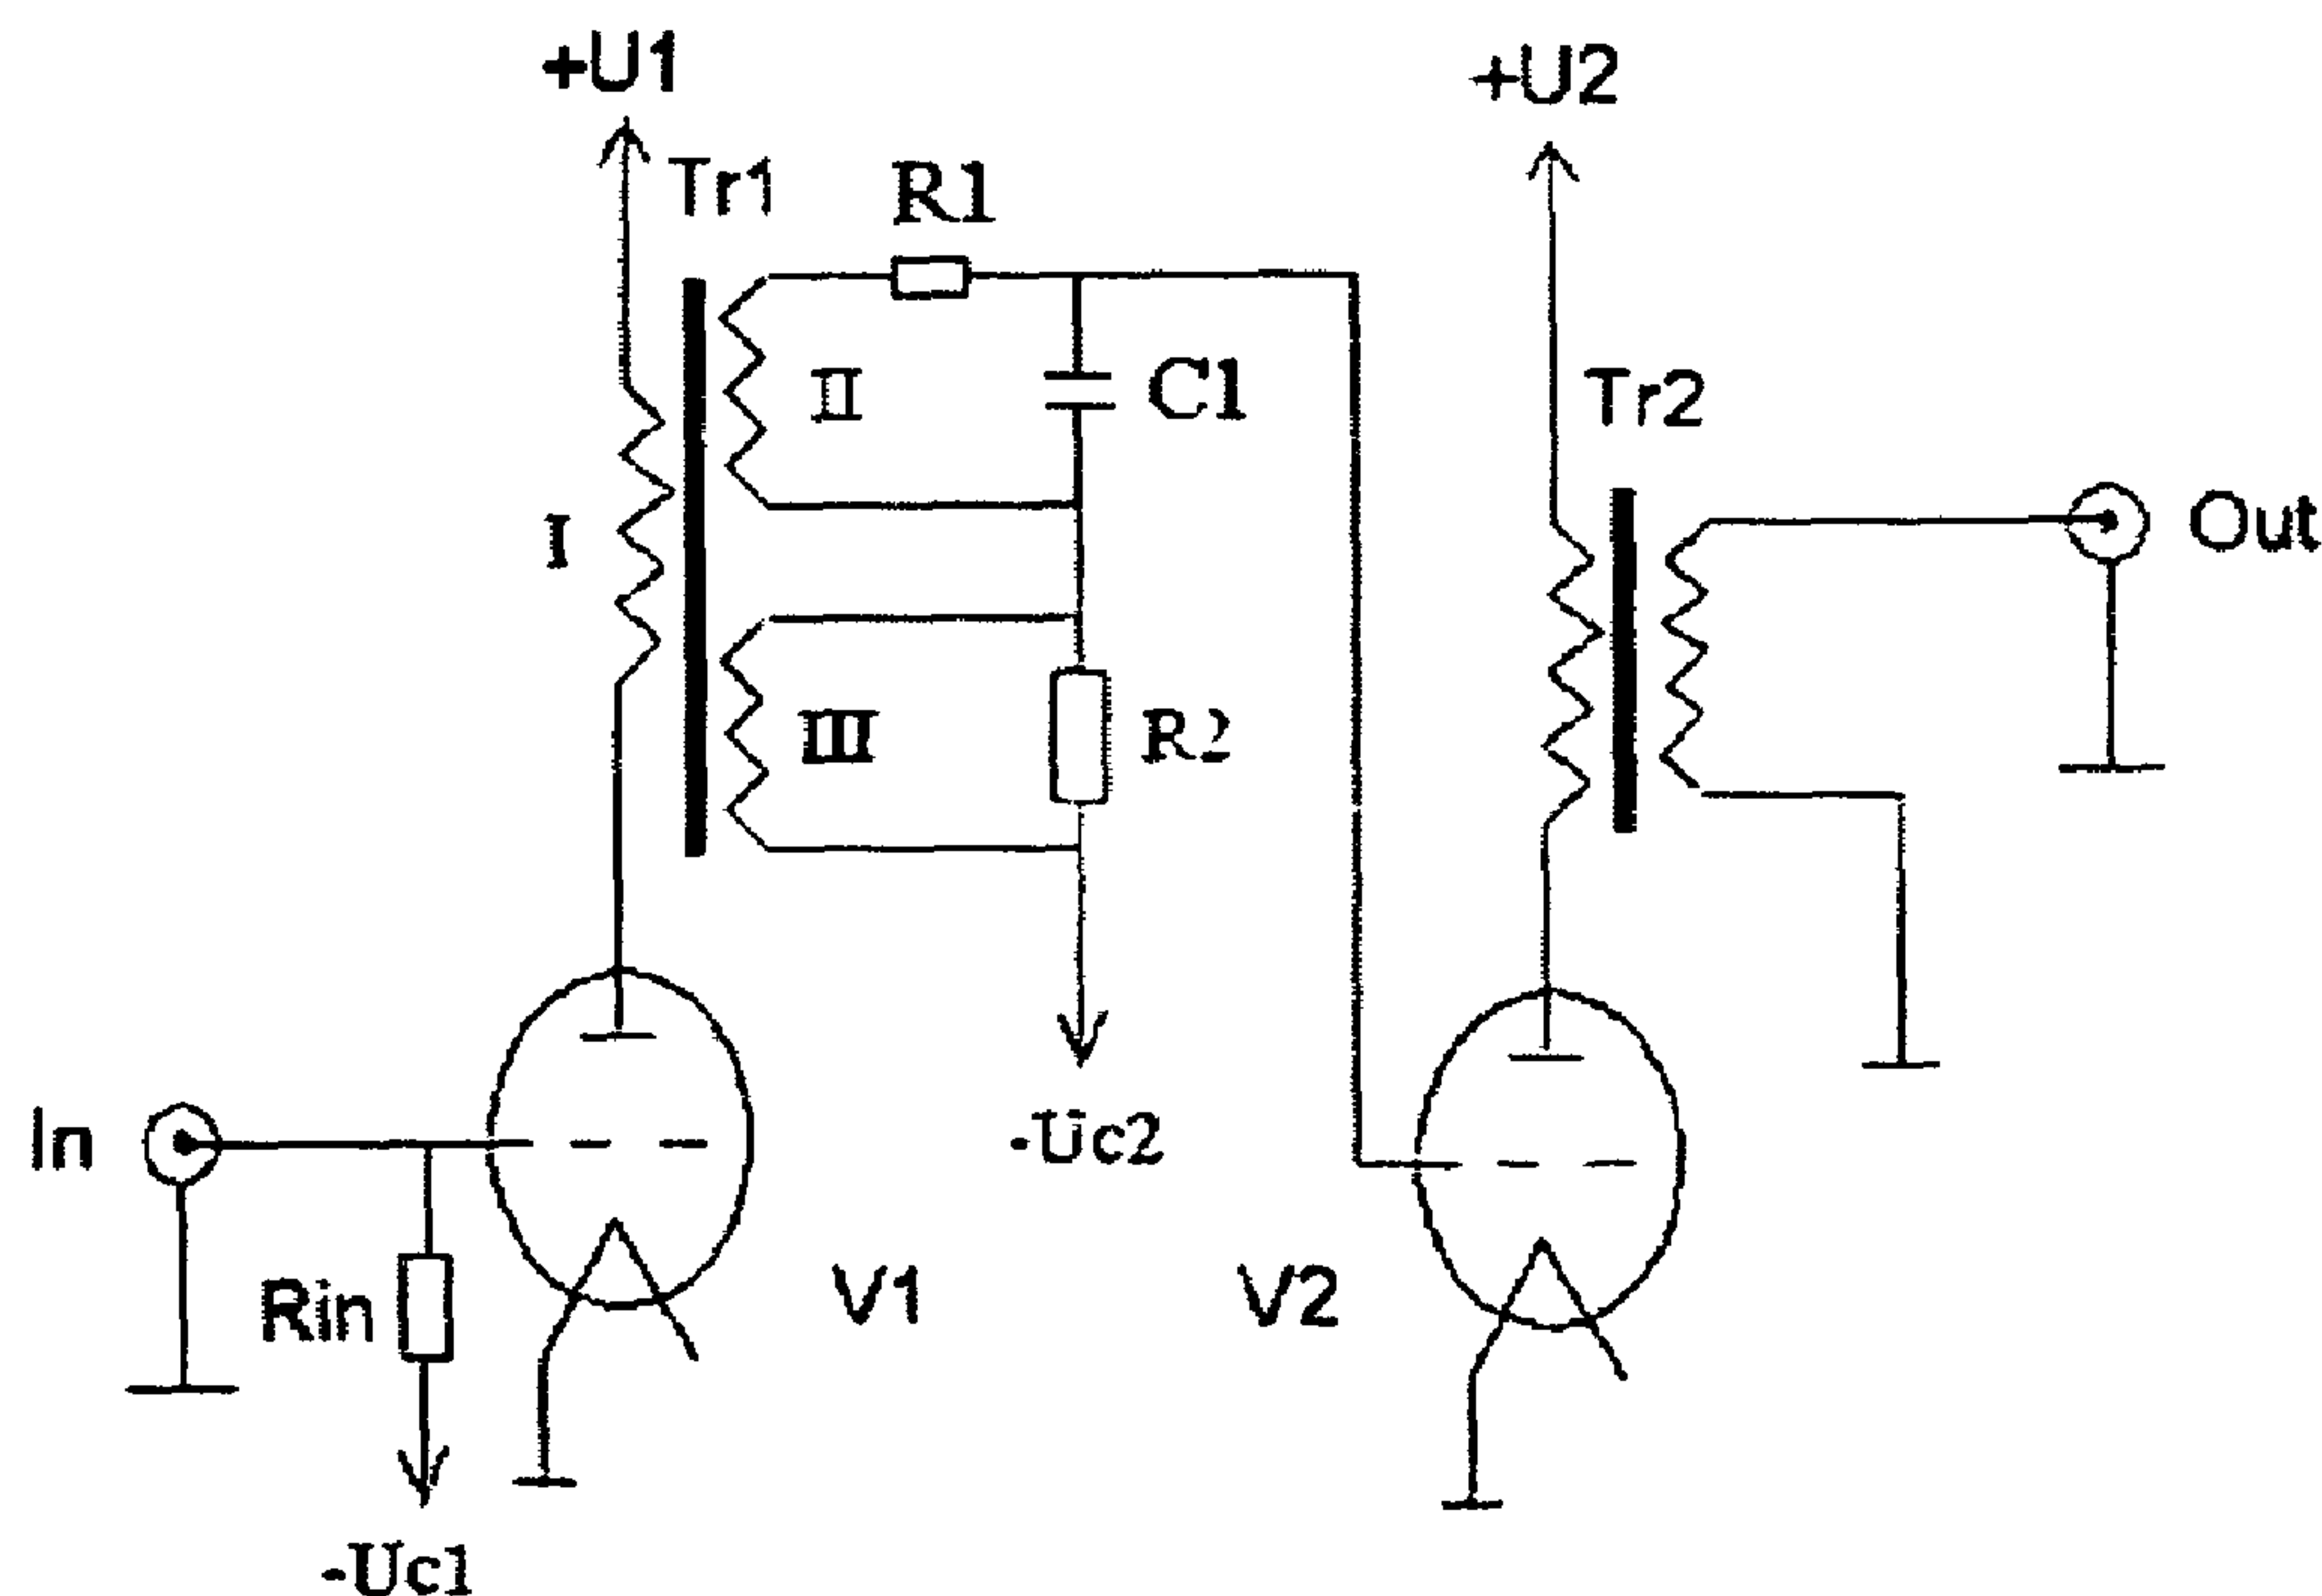 +U1
+U2
Tr1
R1
II
C1
Tr2
I
Out
III
R2
In
-Uc2
Rin
V1
V2
-Uc1